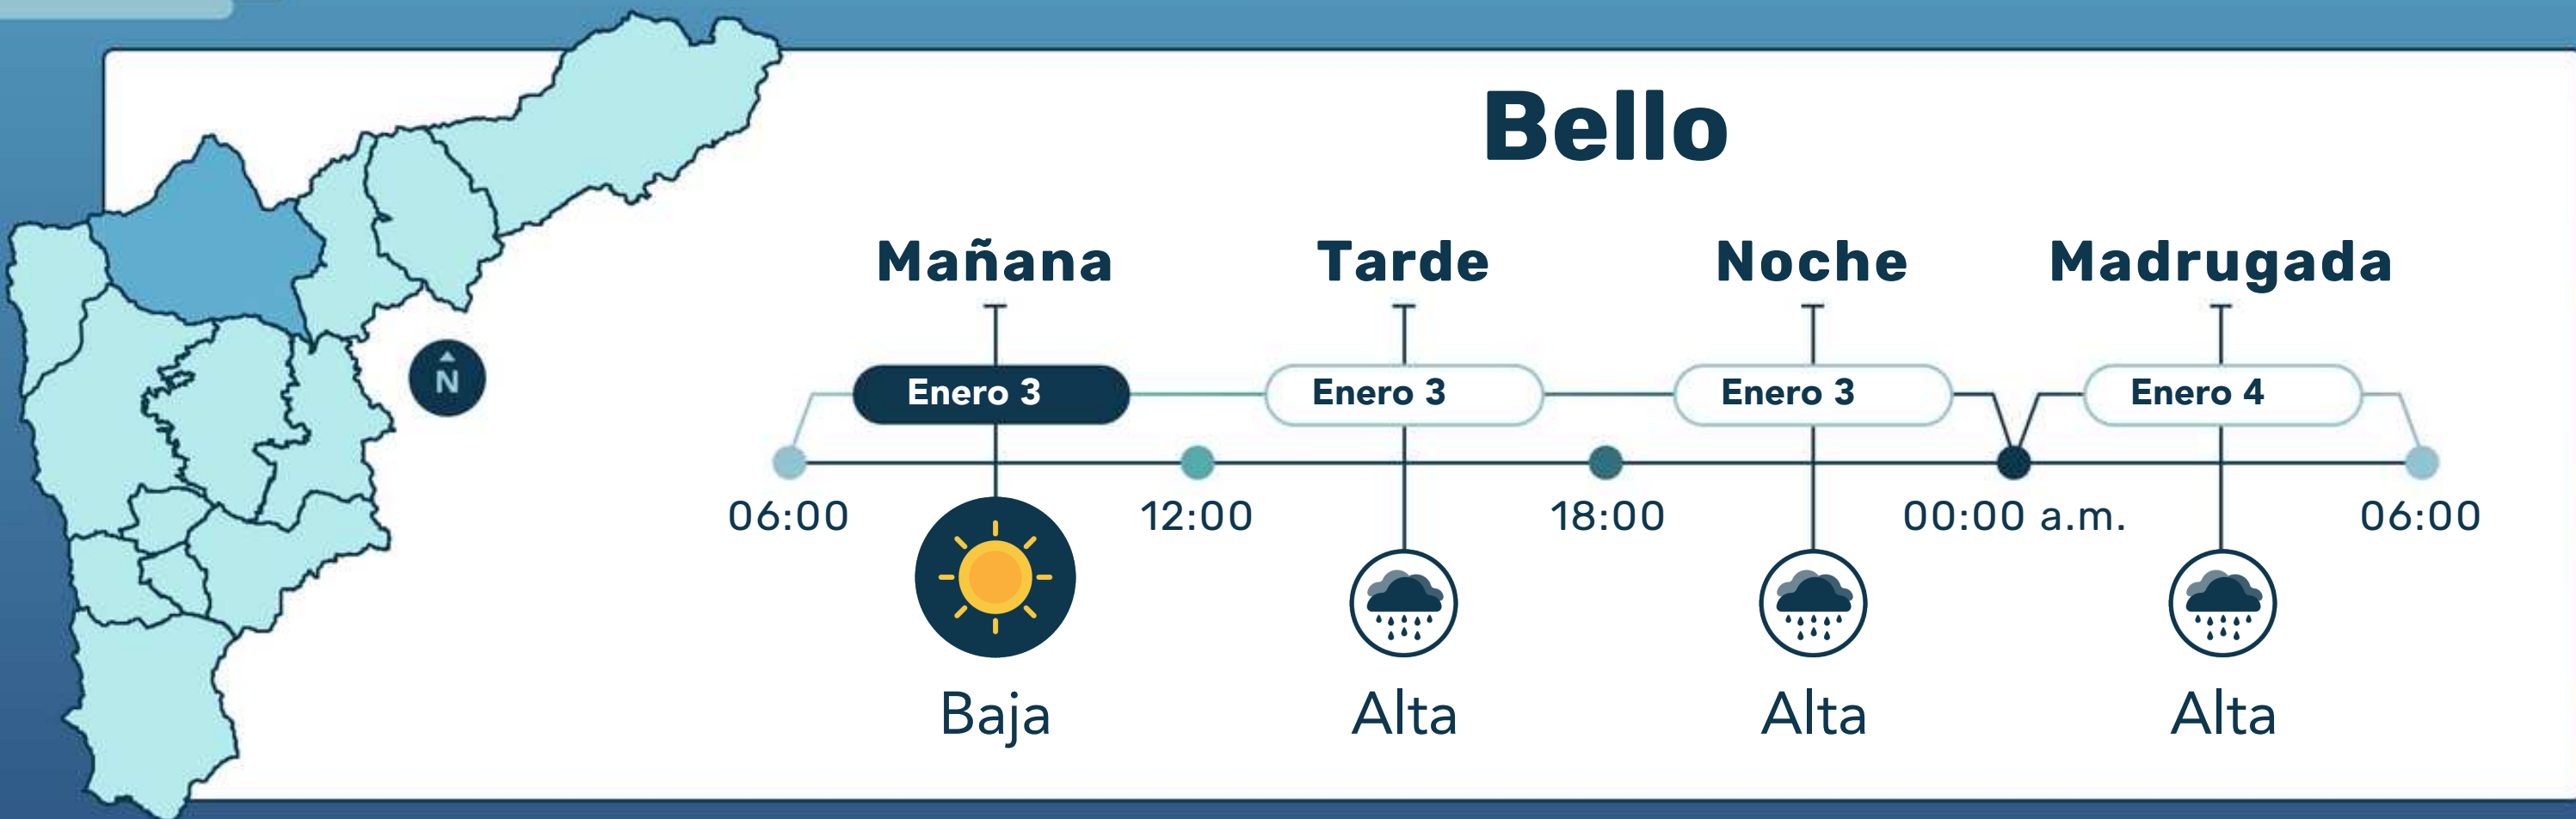 Bello
Mañana Tarde Noche Madrugada
N
Enero 3 Enero 3 Enero 3 Enero 4
06:00 12:00 18:00 00:00 a.m. 06:00
Baja Alta Alta Alta